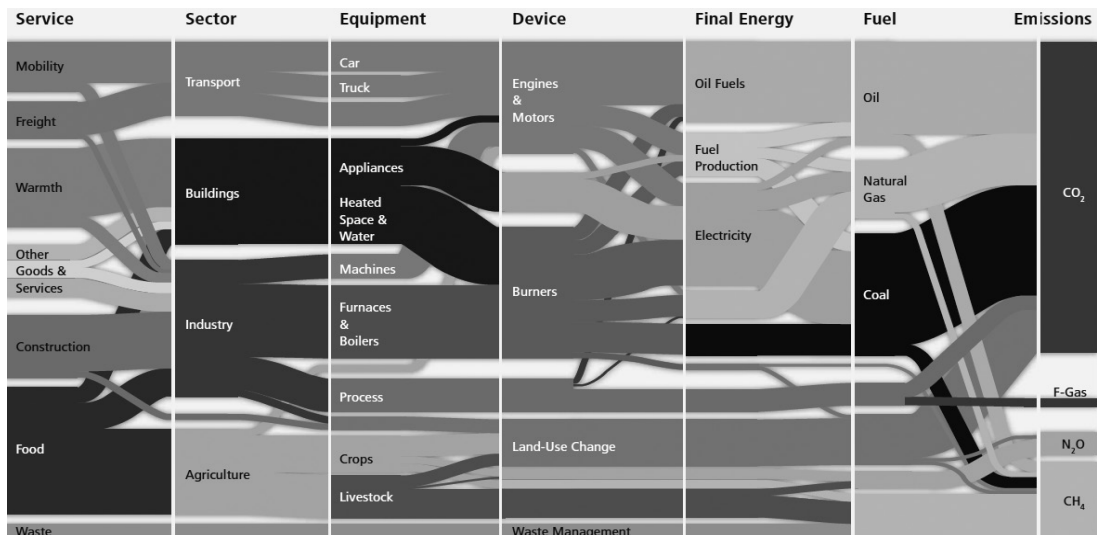 Service
Sector
Equipment
Device
Final Energy
Fuel
Emissions
Mobility
Freight
Warmth
Other
Goods &
Services
Construction
Food
Waste
Transport
Buildings
Industry
Agriculture
Car
Truck
Appliances
Heated
Space &
Water
Machines
Furnaces
&
Boilers
Process
Crops
Livestock
Engines
&
Motors
Burners
Land-Use Change
Waste Management
Oil Fuels
Fuel
Production
Electricity
Oil
Natural
Gas
Coal
CO₂
F-Gas
N₂O
CH₄